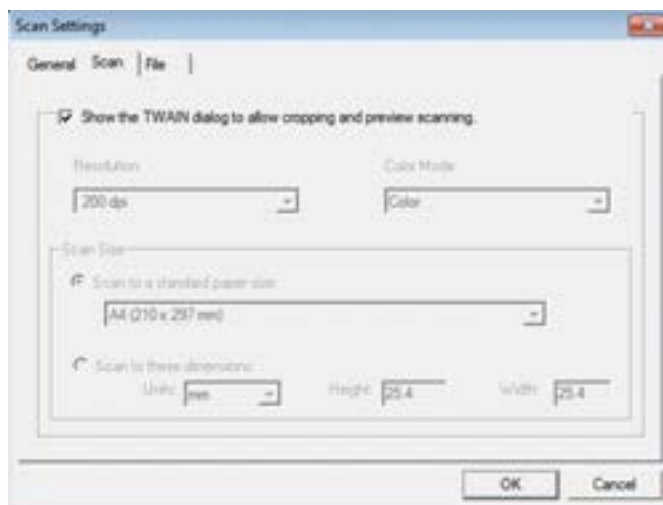 Scan Settings
General Scan File
Show the TWAIN dialog to allow cropping and preview scanning.
Resolution Color Mode
200 dpi Color
Scan Size
Scan to a standard paper size
A4 (210 x 297 mm)
Scan to these dimensions:
Units: mm Height: 25.4 Width: 25.4
OK Cancel